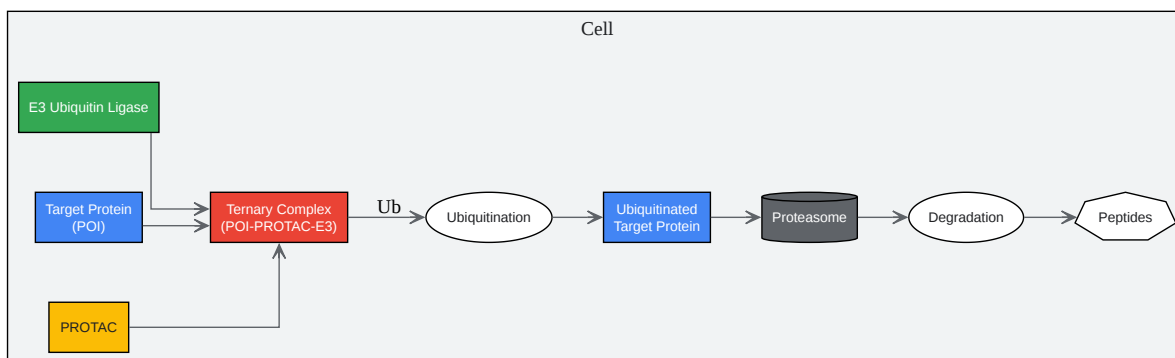 Cell
E3 Ubiquitin Ligase
Target Protein
(POI)
Ternary Complex
(POI-PROTAC-E3)
Ub
Ubiquitination
Ubiquitinated
Target Protein
Proteasome
Degradation
Peptides
PROTAC